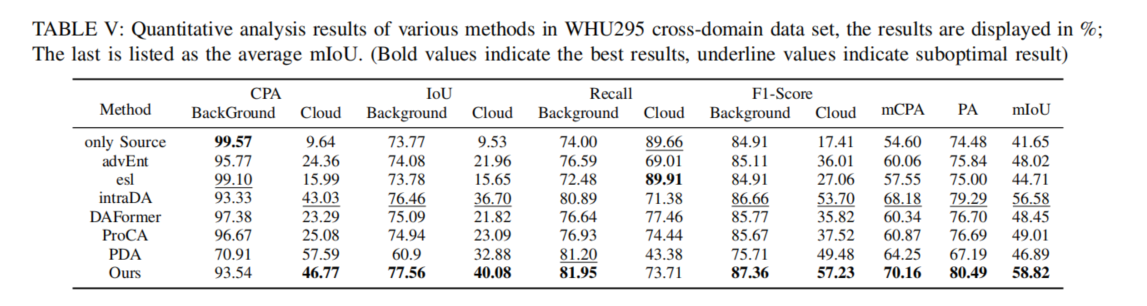 TABLE V: Quantitative analysis results of various methods in WHU295 cross-domain data set, the results are displayed in %;
The last is listed as the average mIoU. (Bold values indicate the best results, underline values indicate suboptimal result)
Method CPA IoU Recall F1-Score mCPA PA mIoU
BackGround Cloud Background Cloud Background Cloud Background Cloud
only Source 99.57 9.64 73.77 9.53 74.00 89.66 84.91 17.41 54.60 74.48 41.65
advEnt 95.77 24.36 74.08 21.96 76.59 69.01 85.11 36.01 60.06 75.84 48.02
esl 99.10 15.99 73.78 15.65 72.48 89.91 84.91 27.06 57.55 75.00 44.71
intraDA 93.33 43.03 76.46 36.70 80.89 71.38 86.66 53.70 68.18 79.29 56.58
DAFormer 97.38 23.29 75.09 21.82 76.64 77.46 85.77 35.82 60.34 76.70 48.45
ProCA 96.67 25.08 74.94 23.09 76.93 74.44 85.67 37.52 60.87 76.69 49.01
PDA 70.91 57.59 60.9 32.88 81.20 43.38 75.71 49.48 64.25 67.19 46.89
Ours 93.54 46.77 77.56 40.08 81.95 73.71 87.36 57.23 70.16 80.49 58.82